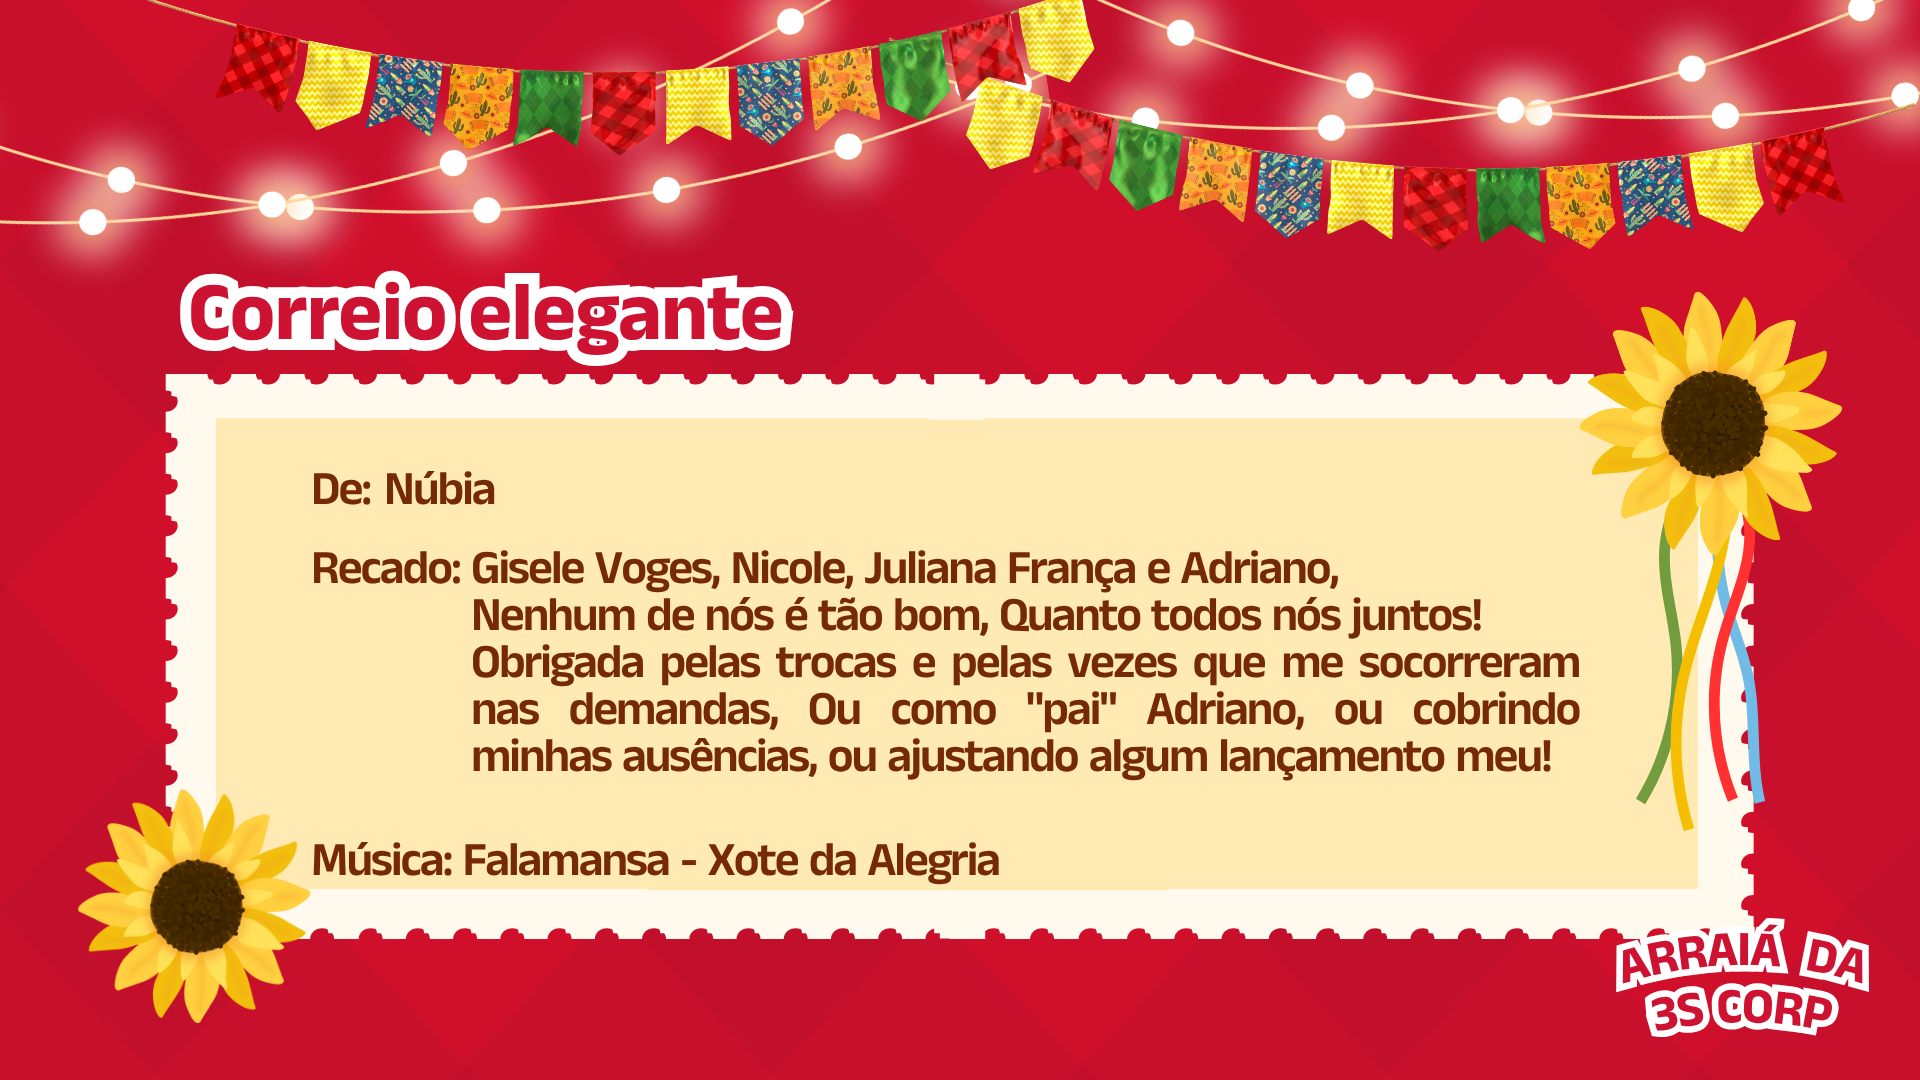 Correio elegante
De: Núbia
Recado: Gisele Voges, Nicole, Juliana França e Adriano,
Nenhum de nós é tão bom, Quanto todos nós juntos!
Obrigada pelas trocas e pelas vezes que me socorreram
nas demandas, Ou como "pai" Adriano, ou cobrindo
minhas ausências, ou ajustando algum lançamento meu!
Música: Falamansa - Xote da Alegria
ARRAIÁ DA
3S CORP